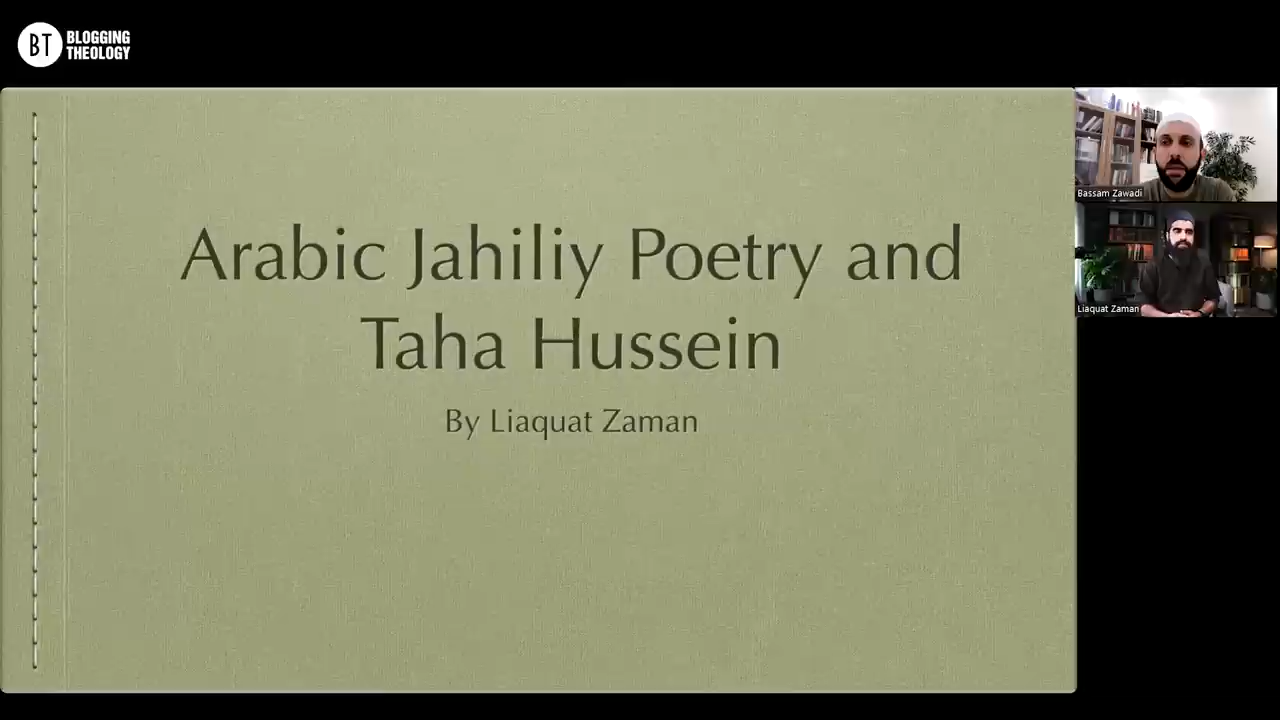 BT
BLOGGING
THEOLOGY
Arabic Jahiliy Poetry and
Taha Hussein
By Liaquat Zaman
Bassam Zawadi
Liaquat Zaman